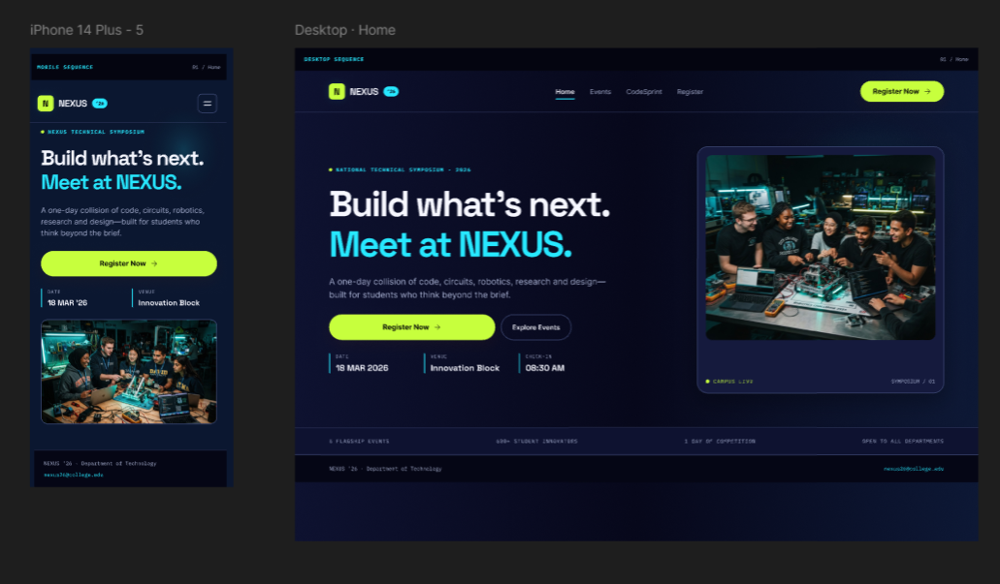 iPhone 14 Plus - 5
MOBILE SEQUENCE
01 / Home
N NEXUS '26
NEXUS TECHNICAL SYMPOSIUM
Build what's next.
Meet at NEXUS.
A one-day collision of code, circuits, robotics,
research and design—built for students who
think beyond the brief.
Register Now →
DATE
18 MAR '26
VENUE
Innovation Block
NEXUS '26 · Department of Technology
nexus26@college.edu
Desktop · Home
DESKTOP SEQUENCE
01 / Home
N NEXUS '26
Home
Events
CodeSprint
Register
Register Now →
NATIONAL TECHNICAL SYMPOSIUM · 2026
Build what's next.
Meet at NEXUS.
A one-day collision of code, circuits, robotics, research and design—
built for students who think beyond the brief.
Register Now →
Explore Events
DATE
18 MAR 2026
VENUE
Innovation Block
CHECK-IN
08:30 AM
CAMPUS LIVE
SYMPOSIUM / 01
FLAGSHIP EVENTS
STUDENT INNOVATORS
1 DAY OF COMPETITION
OPEN TO ALL DEPARTMENTS
NEXUS '26 · Department of Technology
nexus26@college.edu